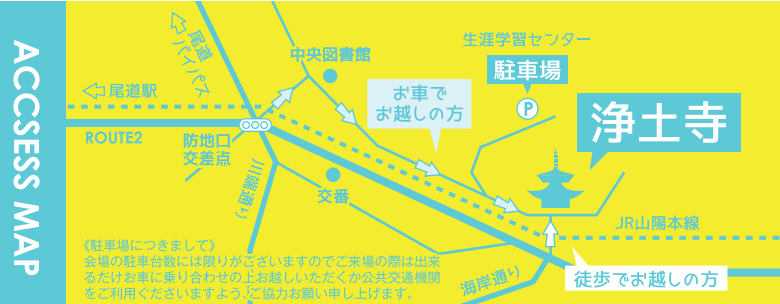 ACCSESS MAP
尾道
バイパス
中央図書館
生涯学習センター
駐車場
P
尾道駅
お車で
お越しの方
浄土寺
ROUTE2
防地口
交差点
川端通り
交番
JR山陽本線
《駐車場につきまして》
会場の駐車台数には限りがございますのでご来場の際は出来
るだけお車に乗り合わせの上お越しいただくか公共交通機関
をご利用くださいますよう、ご協力お願い申し上げます。
海岸通り
徒歩でお越しの方